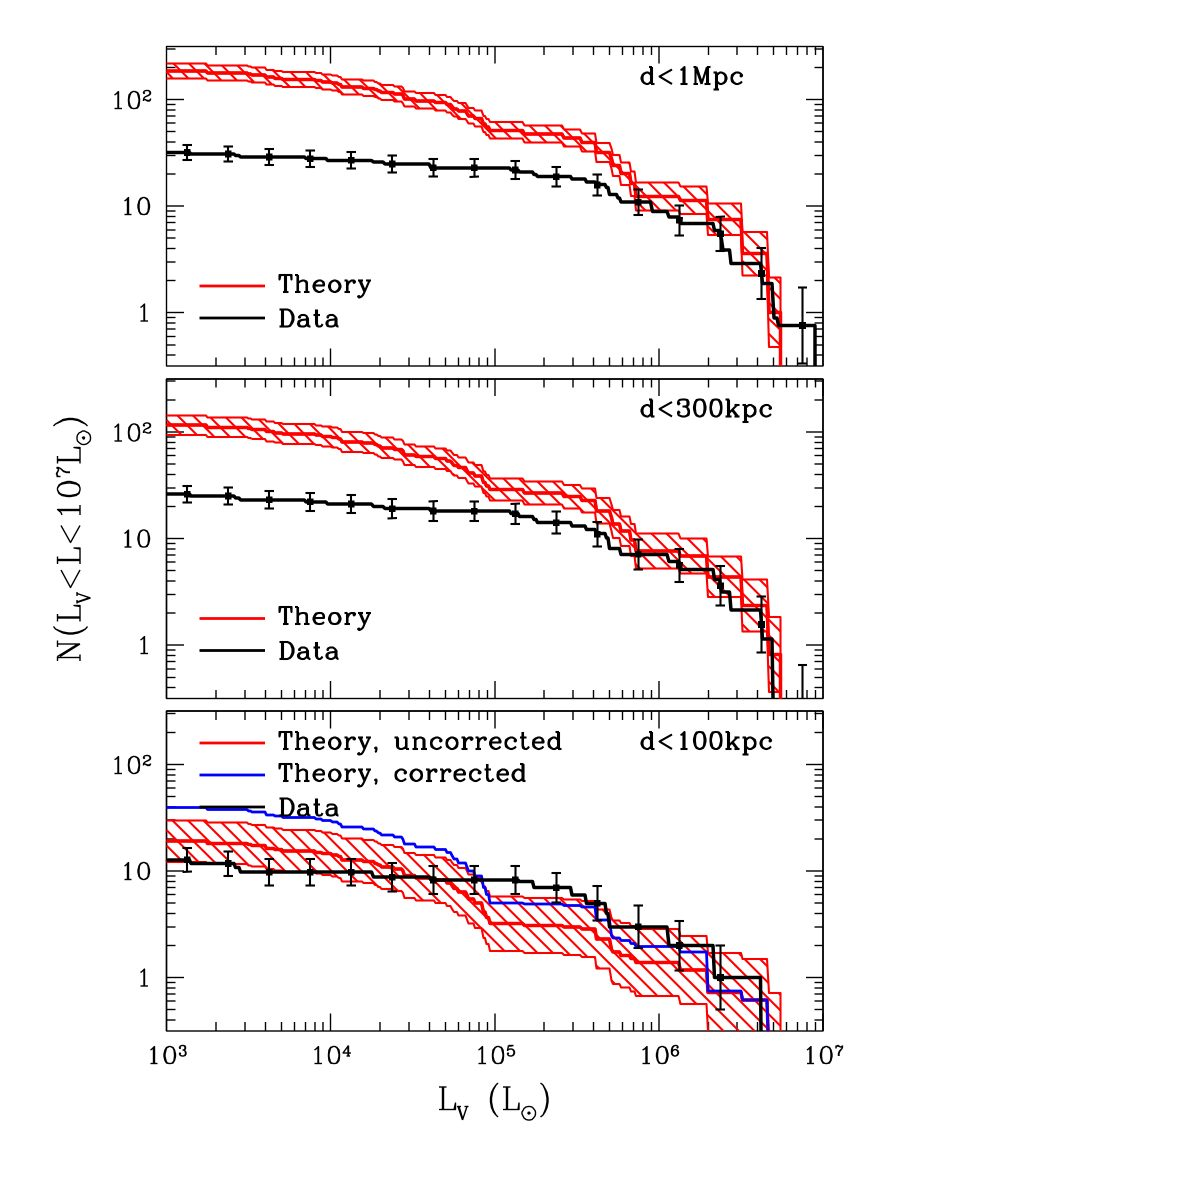 d<1Mpc
10²
10
1
Theory
Data
d<300kpc
10²
10
1
Theory
Data
N(L_V<L<10⁷L_⊙)
d<100kpc
Theory, uncorrected
Theory, corrected
Data
10²
10
1
10³ 10⁴ 10⁵ 10⁶ 10⁷
L_V (L_⊙)